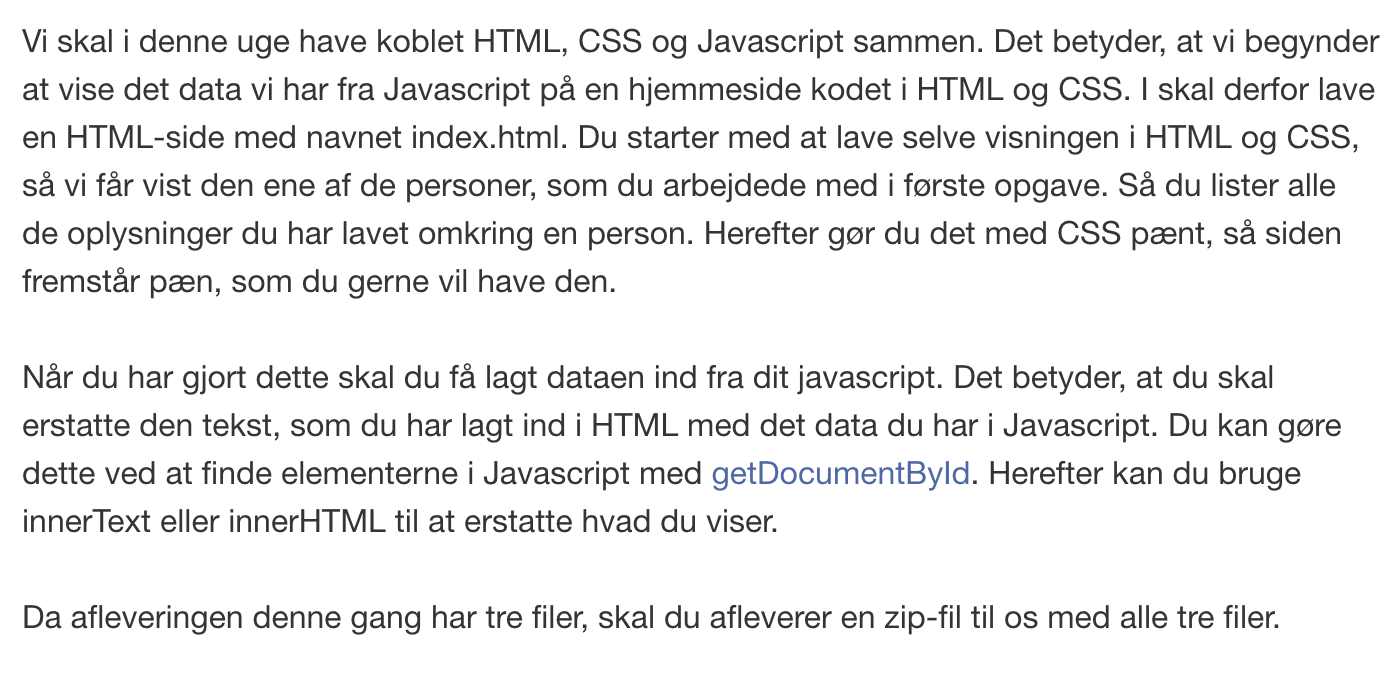 Vi skal i denne uge have koblet HTML, CSS og Javascript sammen. Det betyder, at vi begynder
at vise det data vi har fra Javascript på en hjemmeside kodet i HTML og CSS. I skal derfor lave
en HTML-side med navnet index.html. Du starter med at lave selve visningen i HTML og CSS,
så vi får vist den ene af de personer, som du arbejdede med i første opgave. Så du lister alle
de oplysninger du har lavet omkring en person. Herefter gør du det med CSS pænt, så siden
fremstår pæn, som du gerne vil have den.
Når du har gjort dette skal du få lagt dataen ind fra dit javascript. Det betyder, at du skal
erstatte den tekst, som du har lagt ind i HTML med det data du har i Javascript. Du kan gøre
dette ved at finde elementerne i Javascript med getDocumentById. Herefter kan du bruge
innerText eller innerHTML til at erstatte hvad du viser.
Da afleveringen denne gang har tre filer, skal du afleverer en zip-fil til os med alle tre filer.